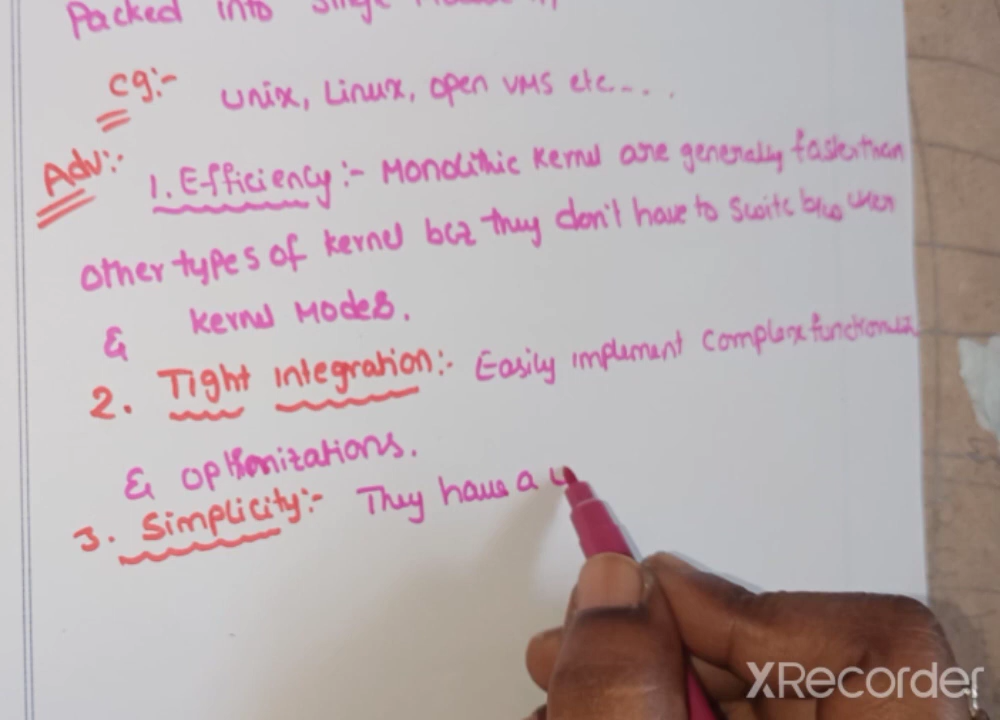 Packed into Single
eg:- Unix, Linux, open VMS etc....
Adv:- 1. Efficiency:- Monolithic Kernel are generally faster than
other types of kernel bcz they don't have to switc b/w user
& kernel Modes.
2. Tight integration:- Easily implement complex functionali
& optimizations.
3. Simplicity:- They have a
XRecorder